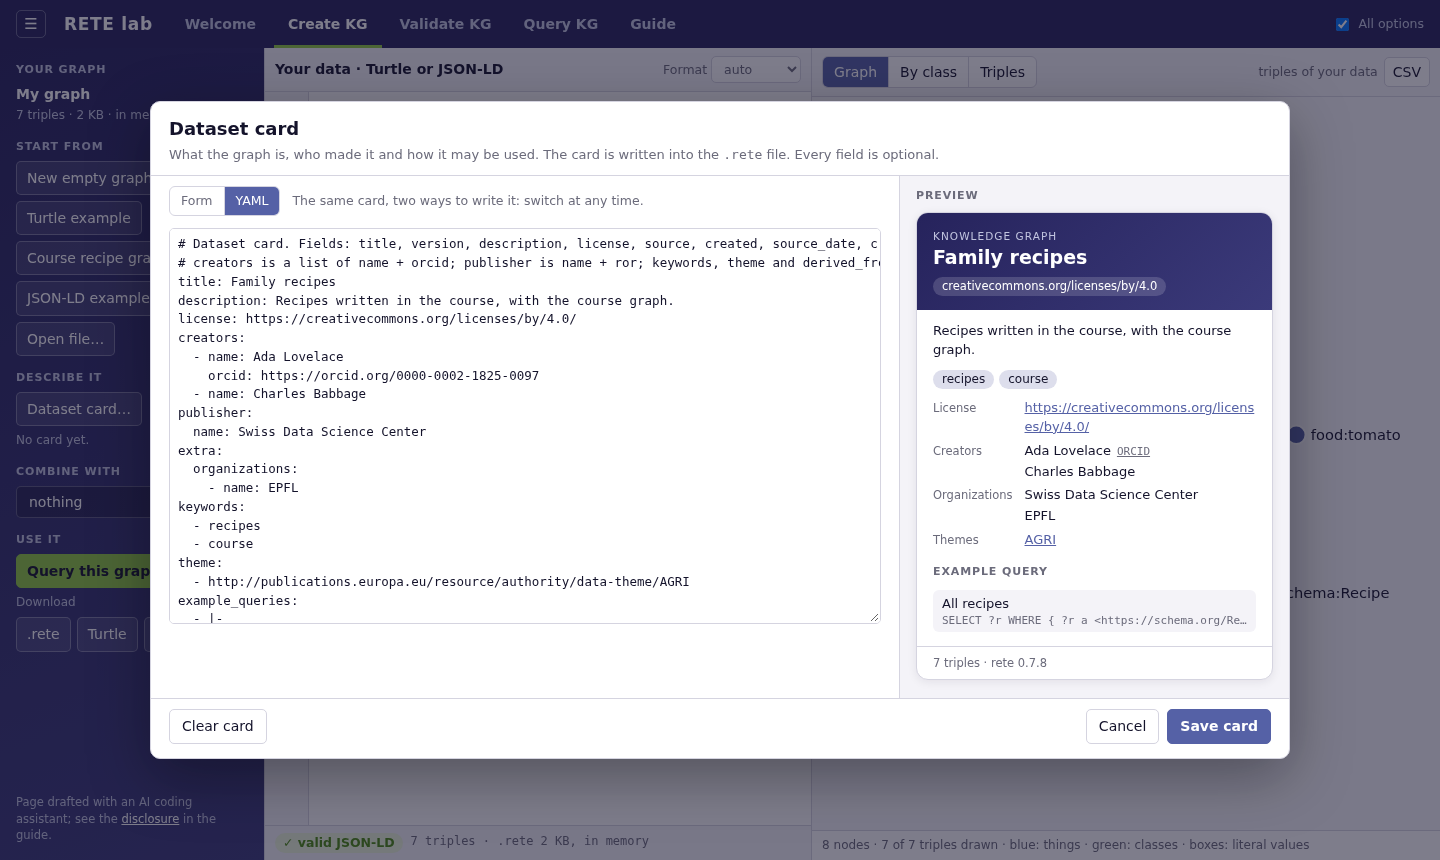 ☰ RETE lab Welcome Create KG Validate KG Query KG Guide All options
YOUR GRAPH
My graph
7 triples · 2 KB · in me
START FROM
New empty graph
Turtle example
Course recipe gra
JSON-LD example
Open file…
DESCRIBE IT
Dataset card…
No card yet.
COMBINE WITH
nothing
USE IT
Query this grap
Download
.rete Turtle
Page drafted with an AI coding
assistant; see the disclosure in the
guide.
Your data · Turtle or JSON-LD Format auto
Graph By class Triples triples of your data CSV
Dataset card
What the graph is, who made it and how it may be used. The card is written into the .rete file. Every field is optional.
Form YAML The same card, two ways to write it: switch at any time.
# Dataset card. Fields: title, version, description, license, source, created, source_date, c
# creators is a list of name + orcid; publisher is name + ror; keywords, theme and derived_fro
title: Family recipes
description: Recipes written in the course, with the course graph.
license: https://creativecommons.org/licenses/by/4.0/
creators:
  - name: Ada Lovelace
    orcid: https://orcid.org/0000-0002-1825-0097
  - name: Charles Babbage
publisher:
  name: Swiss Data Science Center
extra:
  organizations:
    - name: EPFL
keywords:
  - recipes
  - course
theme:
  - http://publications.europa.eu/resource/authority/data-theme/AGRI
example_queries:
  - |-
PREVIEW
KNOWLEDGE GRAPH
Family recipes
creativecommons.org/licenses/by/4.0
Recipes written in the course, with the course
graph.
recipes course
License https://creativecommons.org/licens
es/by/4.0/
Creators Ada Lovelace ORCID
Charles Babbage
Organizations Swiss Data Science Center
EPFL
Themes AGRI
EXAMPLE QUERY
All recipes
SELECT ?r WHERE { ?r a <https://schema.org/Re…
7 triples · rete 0.7.8
Clear card Cancel Save card
food:tomato
chema:Recipe
✓ valid JSON-LD 7 triples · .rete 2 KB, in memory
8 nodes · 7 of 7 triples drawn · blue: things · green: classes · boxes: literal values